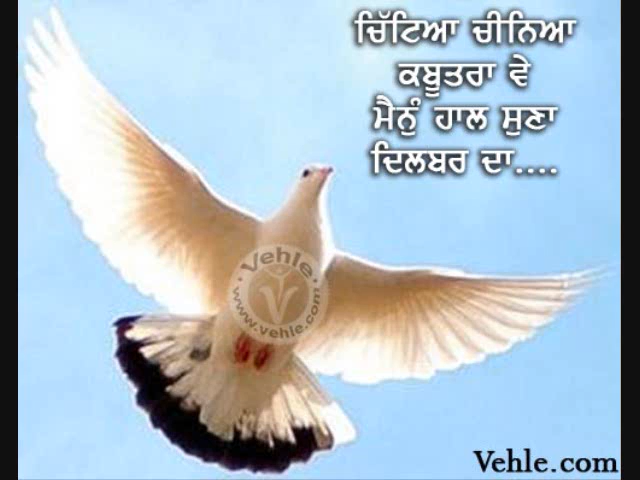 ਚਿੱਟਿਆ ਚੀਨਿਆ
ਕਬੂਤਰਾ ਵੇ
ਮੈਨੂੰ ਹਾਲ ਸੁਣਾ
ਦਿਲਬਰ ਦਾ....
Vehle
www.vehle.com
Vehle.com